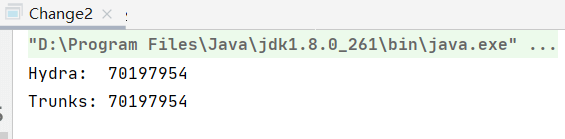 Change2 ×
"D:\Program Files\Java\jdk1.8.0_261\bin\java.exe" ...
Hydra:  70197954
Trunks: 70197954